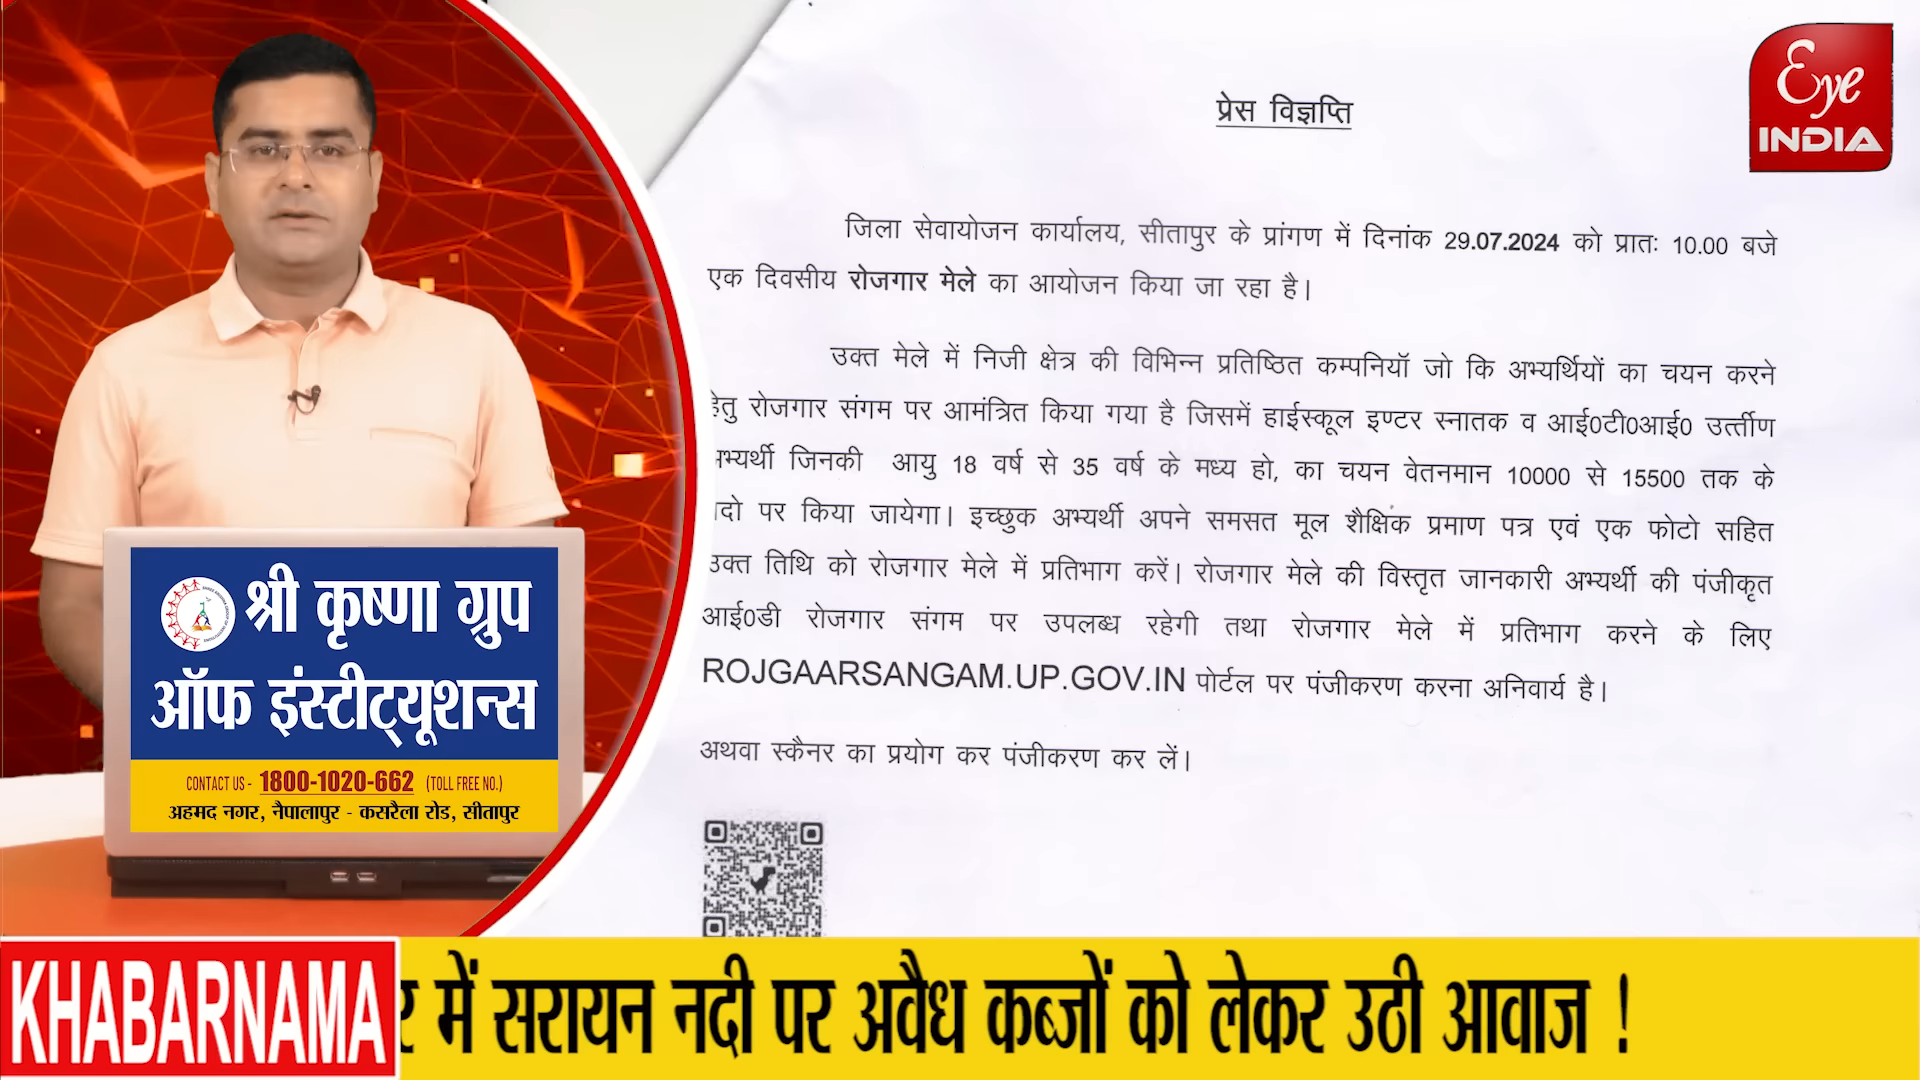 Eye
INDIA
प्रेस विज्ञप्ति
जिला सेवायोजन कार्यालय, सीतापुर के प्रांगण में दिनांक 29.07.2024 को प्रातः 10.00 बजे
एक दिवसीय रोजगार मेले का आयोजन किया जा रहा है।
उक्त मेले में निजी क्षेत्र की विभिन्न प्रतिष्ठित कम्पनियॉ जो कि अभ्यर्थियों का चयन करने
हेतु रोजगार संगम पर आमंत्रित किया गया है जिसमें हाईस्कूल इण्टर स्नातक व आई0टी0आई0 उर्त्तीण
भ्यर्थी जिनकी आयु 18 वर्ष से 35 वर्ष के मध्य हो, का चयन वेतनमान 10000 से 15500 तक के
दो पर किया जायेगा। इच्छुक अभ्यर्थी अपने समसत मूल शैक्षिक प्रमाण पत्र एवं एक फोटो सहित
उक्त तिथि को रोजगार मेले में प्रतिभाग करें। रोजगार मेले की विस्तृत जानकारी अभ्यर्थी की पंजीकृत
आई0डी रोजगार संगम पर उपलब्ध रहेगी तथा रोजगार मेले में प्रतिभाग करने के लिए
ROJGAARSANGAM.UP.GOV.IN पोर्टल पर पंजीकरण करना अनिवार्य है।
अथवा स्कैनर का प्रयोग कर पंजीकरण कर लें।
श्री कृष्णा ग्रुप
ऑफ इंस्टीट्यूशन्स
CONTACT US - 1800-1020-662 (TOLL FREE NO.)
अहमद नगर, नैपालापुर - कसरैला रोड, सीतापुर
KHABARNAMA
र में सरायन नदी पर अवैध कब्जों को लेकर उठी आवाज !